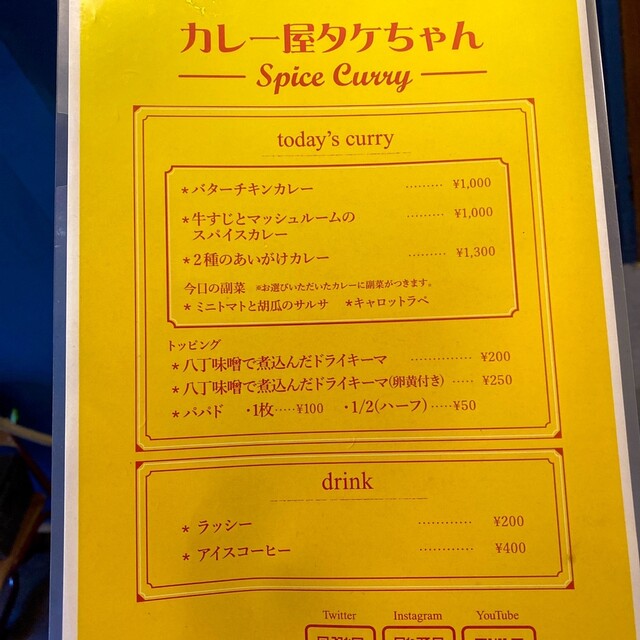 カレー屋タケちゃん
Spice Curry
today's curry
*バターチキンカレー ……… ¥1,000
*牛すじとマッシュルームの ……… ¥1,000
スパイスカレー
*2種のあいがけカレー ……… ¥1,300
今日の副菜 ※お選びいただいたカレーに副菜がつきます。
*ミニトマトと胡瓜のサルサ *キャロットラペ
トッピング
*八丁味噌で煮込んだドライキーマ ………… ¥200
*八丁味噌で煮込んだドライキーマ(卵黄付き) …… ¥250
*パパド ・1枚……¥100 ・1/2(ハーフ)……¥50
drink
* ラッシー ………… ¥200
* アイスコーヒー ………… ¥400
Twitter Instagram YouTube